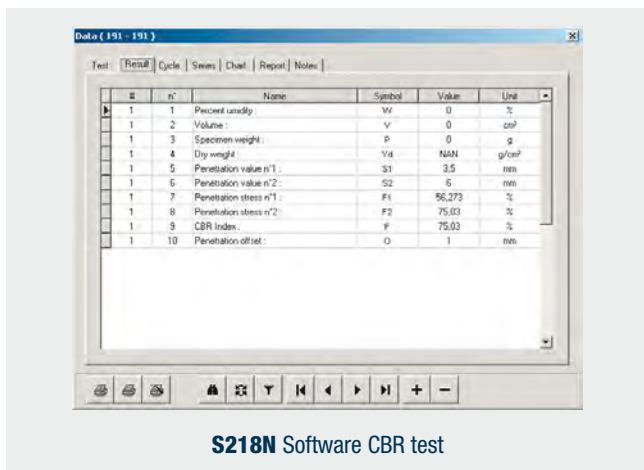 Data ( 191 - 191 )
Test Result Cycle Series Chart Report Notes
# n° Name Symbol Value Unit
1 1 Percent umidity : W 0 %
1 2 Volume : V 0 cm³
1 3 Specimen weight : P 0 g
1 4 Dry weight : Yd NAN g/cm³
1 5 Penetration value n°1 : S1 3,5 mm
1 6 Penetration value n°2 : S2 6 mm
1 7 Penetration stress n°1 : F1 56,273 %
1 8 Penetration stress n°2 : F2 75,03 %
1 9 CBR Index : F 75,03 %
1 10 Penetration offset : O 1 mm
S218N Software CBR test